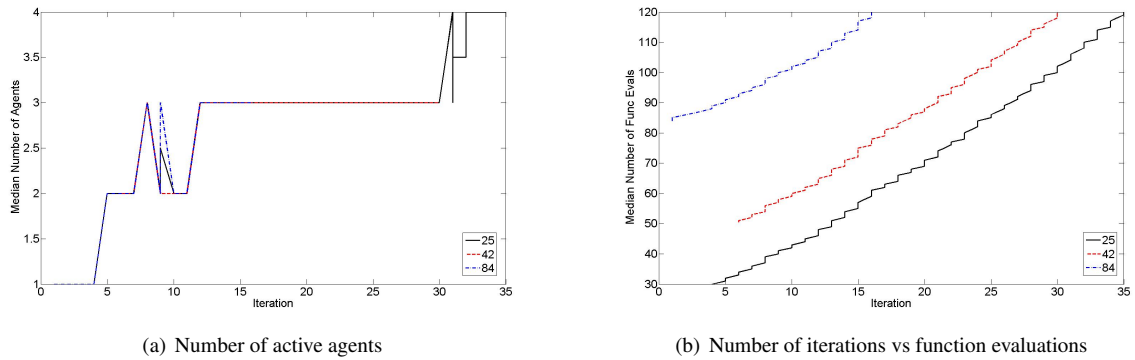 4
3.5
3
2.5
2
1.5
1
Median Number of Agents
0 5 10 15 20 25 30 35
Iteration
25
42
84
(a) Number of active agents
120
110
100
90
80
70
60
50
40
30
Median Number of Func Evals
0 5 10 15 20 25 30 35
Iteration
25
42
84
(b) Number of iterations vs function evaluations